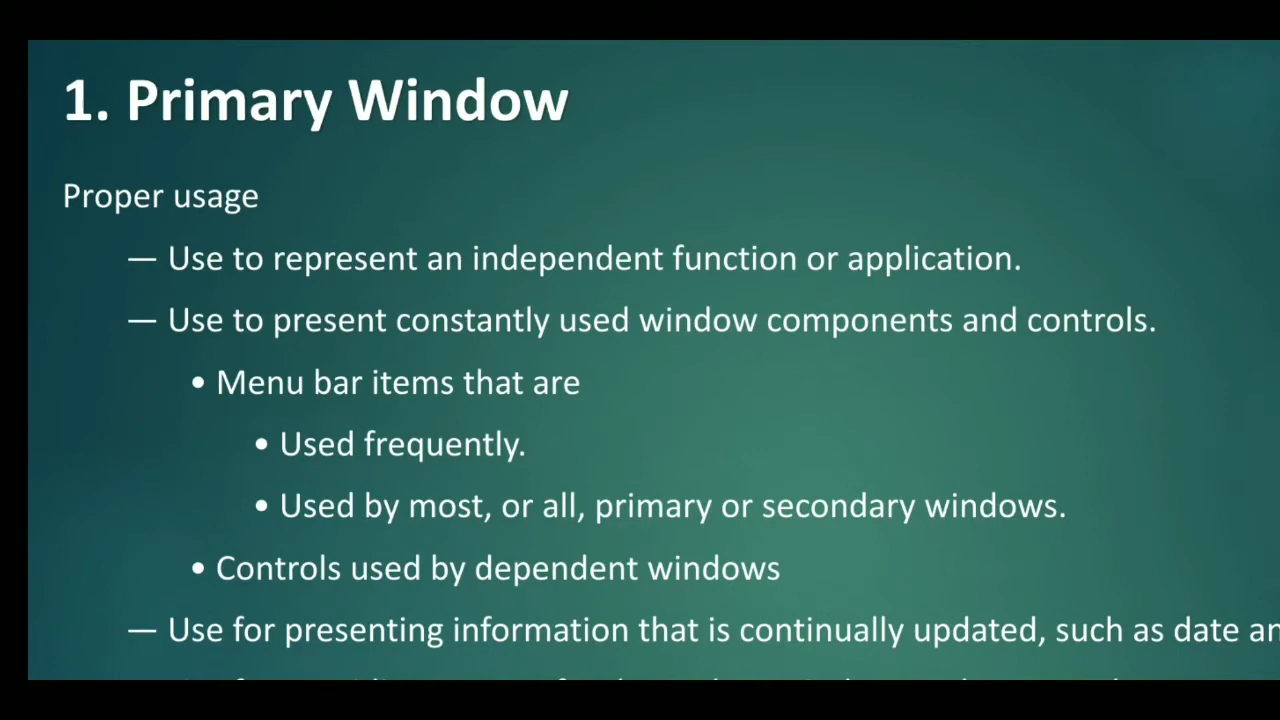 1. Primary Window
Proper usage
— Use to represent an independent function or application.
— Use to present constantly used window components and controls.
• Menu bar items that are
• Used frequently.
• Used by most, or all, primary or secondary windows.
• Controls used by dependent windows
— Use for presenting information that is continually updated, such as date